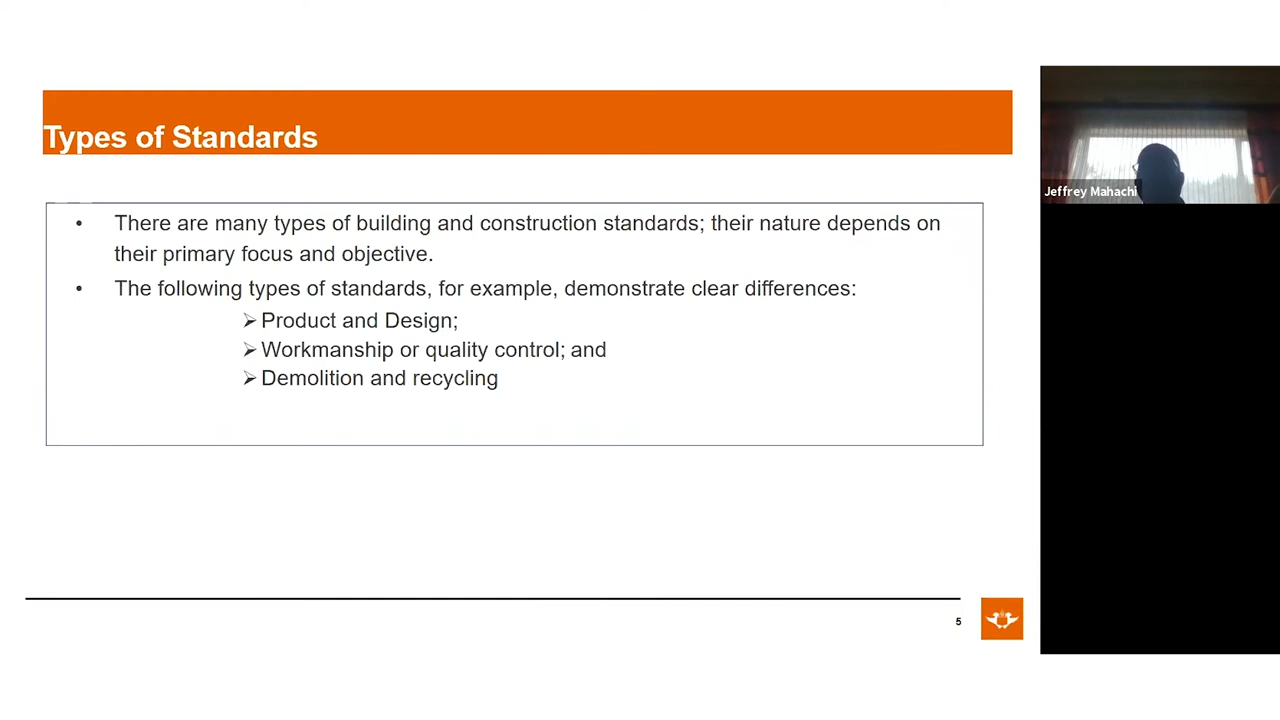 Types of Standards
• There are many types of building and construction standards; their nature depends on
their primary focus and objective.
• The following types of standards, for example, demonstrate clear differences:
➢Product and Design;
➢Workmanship or quality control; and
➢Demolition and recycling
5
Jeffrey Mahachi